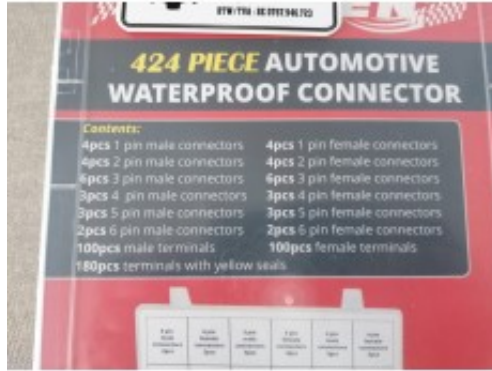 424 PIECE AUTOMOTIVE
WATERPROOF CONNECTOR
Contents:
4pcs 1 pin male connectors 4pcs 1 pin female connectors
4pcs 2 pin male connectors 4pcs 2 pin female connectors
6pcs 3 pin male connectors 6pcs 3 pin female connectors
3pcs 4 pin male connectors 3pcs 4 pin female connectors
3pcs 5 pin male connectors 3pcs 5 pin female connectors
2pcs 6 pin male connectors 2pcs 6 pin female connectors
100pcs male terminals 100pcs female terminals
180pcs terminals with yellow seals